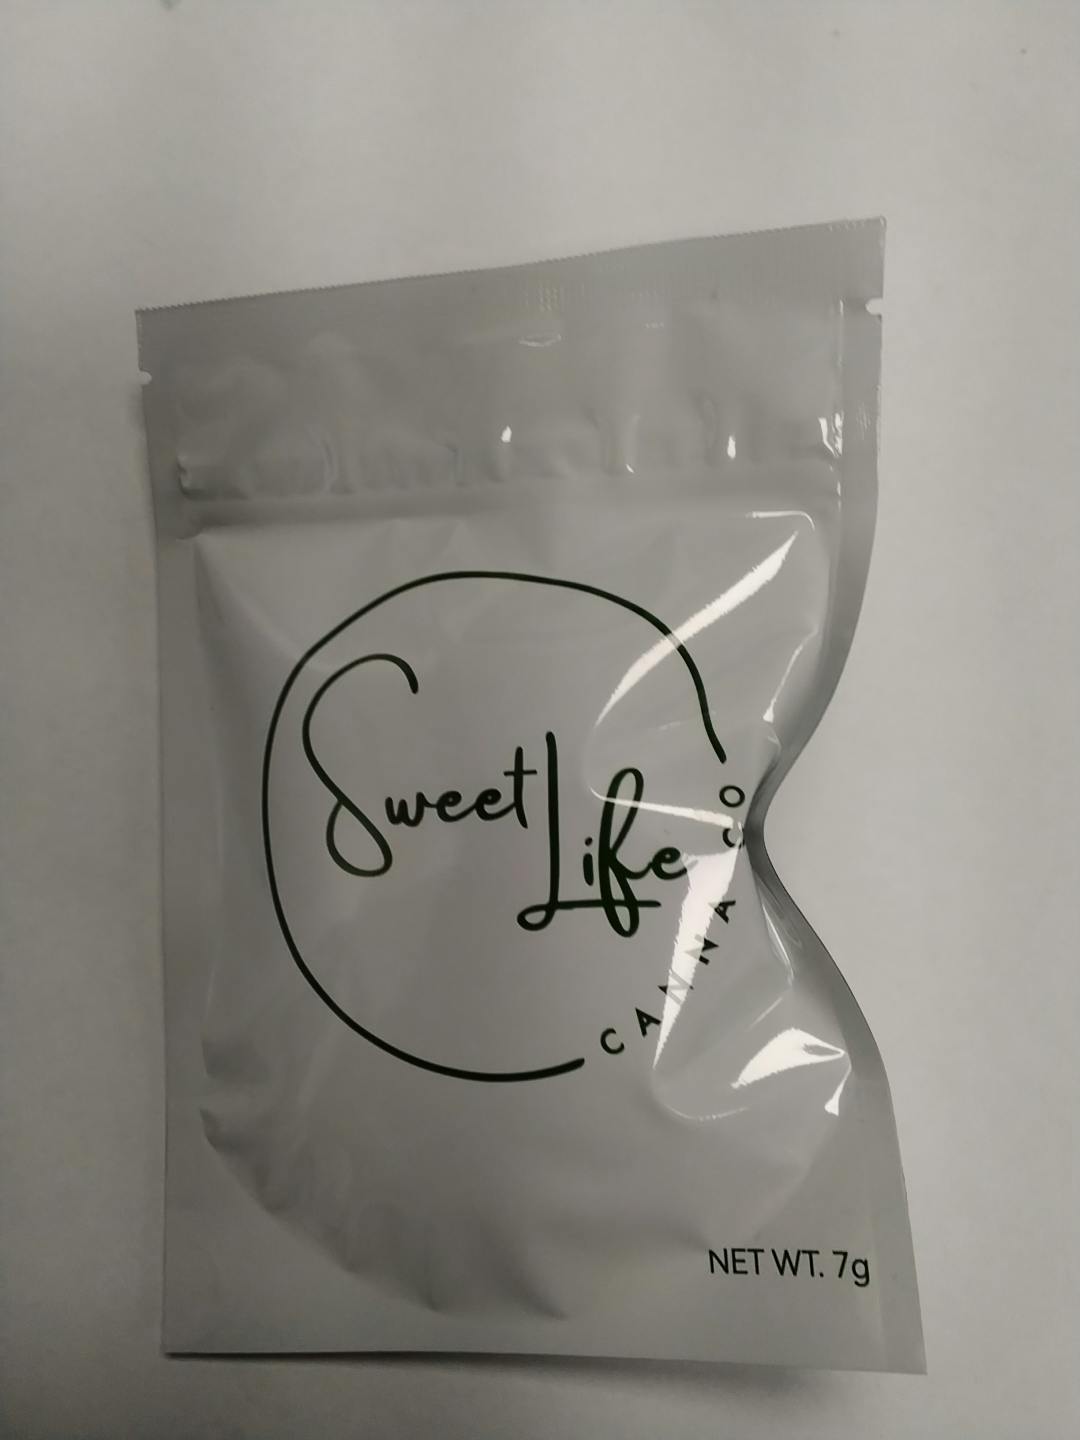 Sweet
Life
CANNA CO
NET WT. 7g